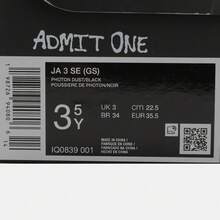 ADMIT ONE
JA 3 SE (GS)
PHOTON DUST/BLACK
POUSSIERE DE PHOTON/NOIR
3.5Y
UK 3 CM 22.5
BR 34 EUR 35.5
IQ0839 001